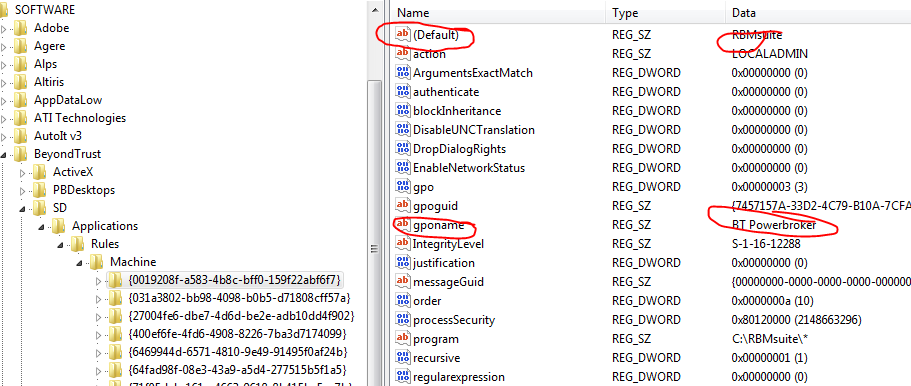 SOFTWARE
Adobe
Agere
Alps
Altiris
AppDataLow
ATI Technologies
AutoIt v3
BeyondTrust
ActiveX
PBDesktops
SD
Applications
Rules
Machine
{0019208f-a583-4b8c-bff0-159f22abf6f7}
{031a3802-bb98-4098-b0b5-d71808cff57a}
{27004fe6-dbe7-4d6d-be2e-adb10dd4f902}
{400ef6fe-4fd6-4908-8226-7ba3d7174099}
{6469944d-6571-4810-9e49-91495f0af24b}
{64fad98f-08e3-43a9-a5d4-277515b5f1a5}
Name Type Data
(Default) REG_SZ RBMsuite
action REG_SZ LOCALADMIN
ArgumentsExactMatch REG_DWORD 0x00000000 (0)
authenticate REG_DWORD 0x00000000 (0)
blockInheritance REG_DWORD 0x00000000 (0)
DisableUNCTranslation REG_DWORD 0x00000000 (0)
DropDialogRights REG_DWORD 0x00000000 (0)
EnableNetworkStatus REG_DWORD 0x00000000 (0)
gpo REG_DWORD 0x00000003 (3)
gpoguid REG_SZ {7457157A-33D2-4C79-B10A-7CFA
gponame REG_SZ BT Powerbroker
IntegrityLevel REG_SZ S-1-16-12288
justification REG_DWORD 0x00000000 (0)
messageGuid REG_SZ {00000000-0000-0000-0000-000000
order REG_DWORD 0x0000000a (10)
processSecurity REG_DWORD 0x80120000 (2148663296)
program REG_SZ C:\RBMsuite\*
recursive REG_DWORD 0x00000001 (1)
regularexpression REG_DWORD 0x00000000 (0)